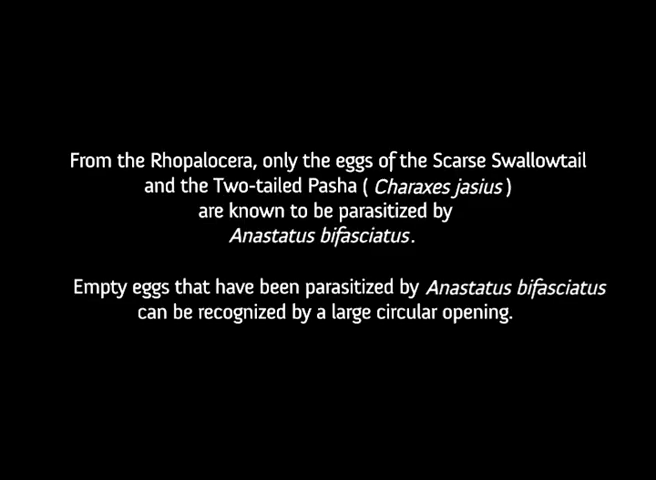 From the Rhopalocera, only the eggs of the Scarse Swallowtail
and the Two-tailed Pasha ( Charaxes jasius )
are known to be parasitized by
Anastatus bifasciatus.
Empty eggs that have been parasitized by Anastatus bifasciatus
can be recognized by a large circular opening.